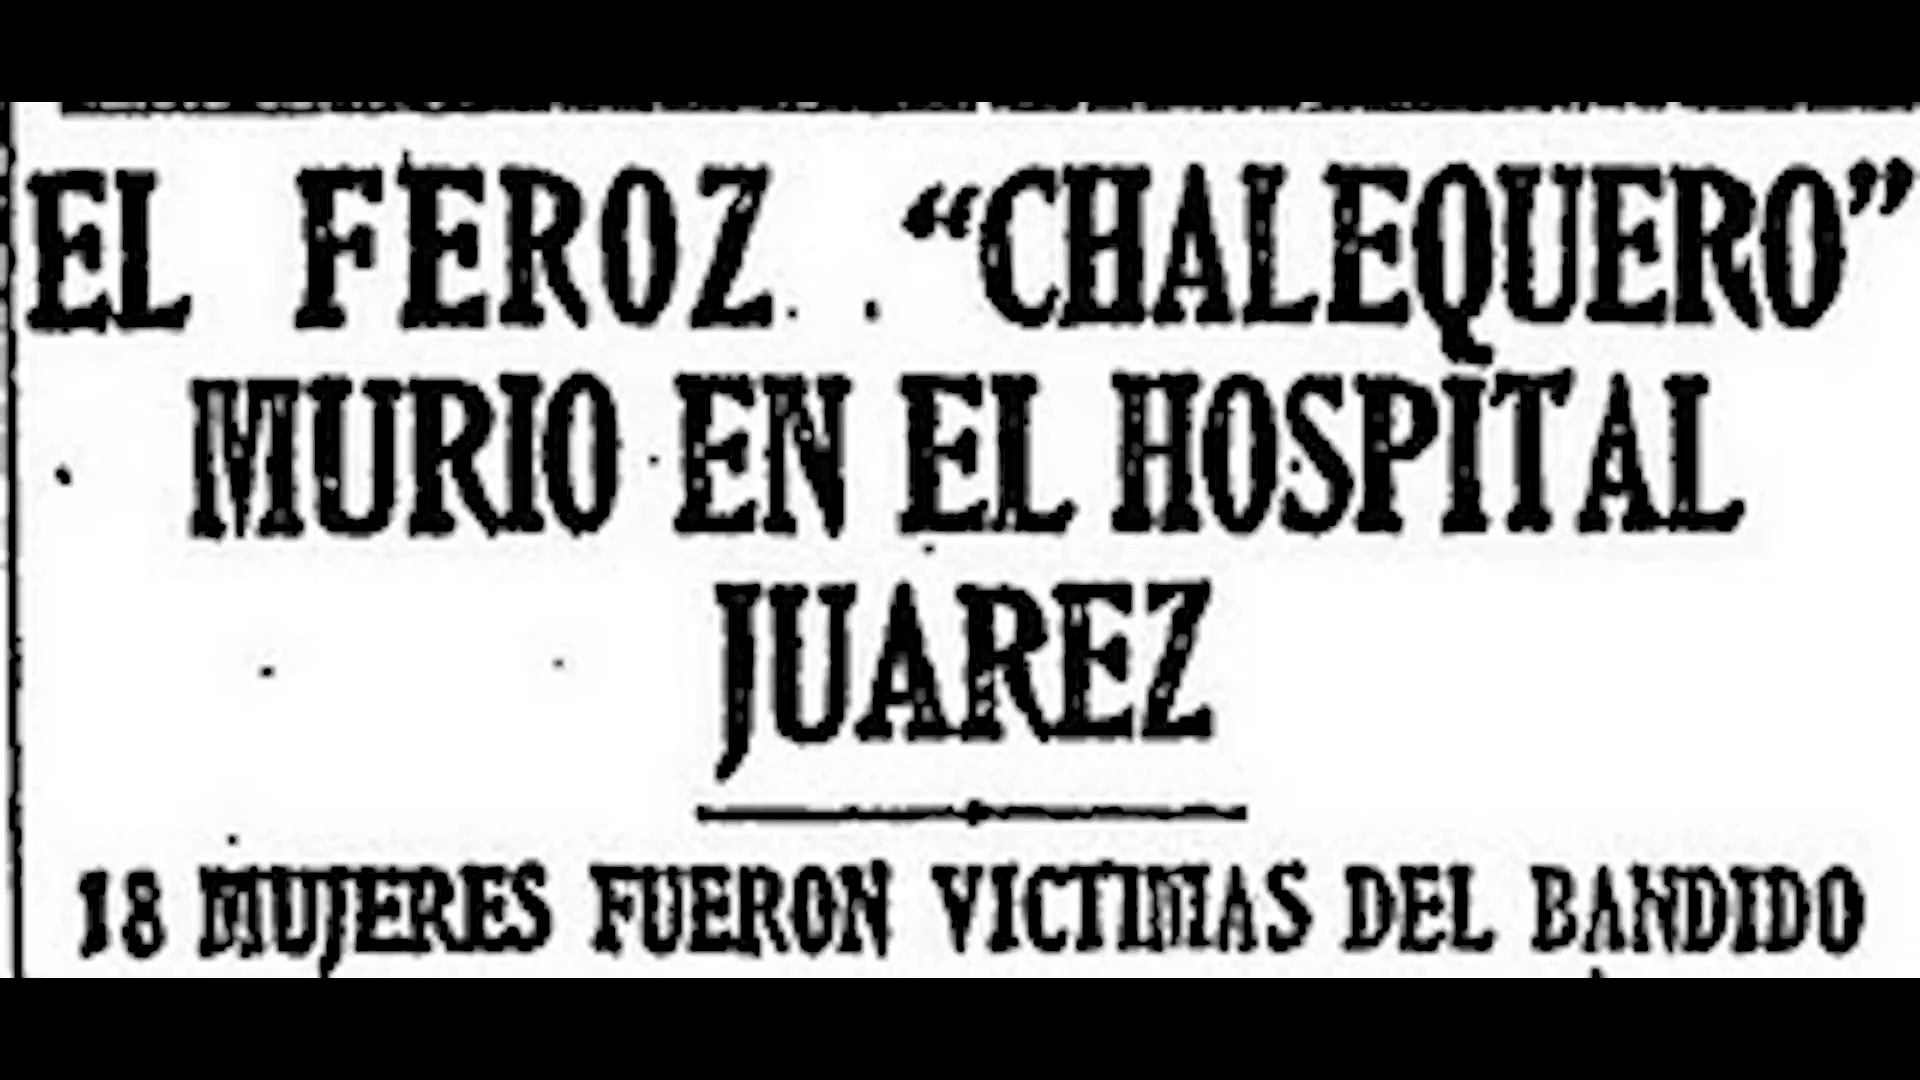 EL FEROZ "CHALEQUERO"
MURIO EN EL HOSPITAL
JUAREZ
18 MUJERES FUERON VICTIMAS DEL BANDIDO